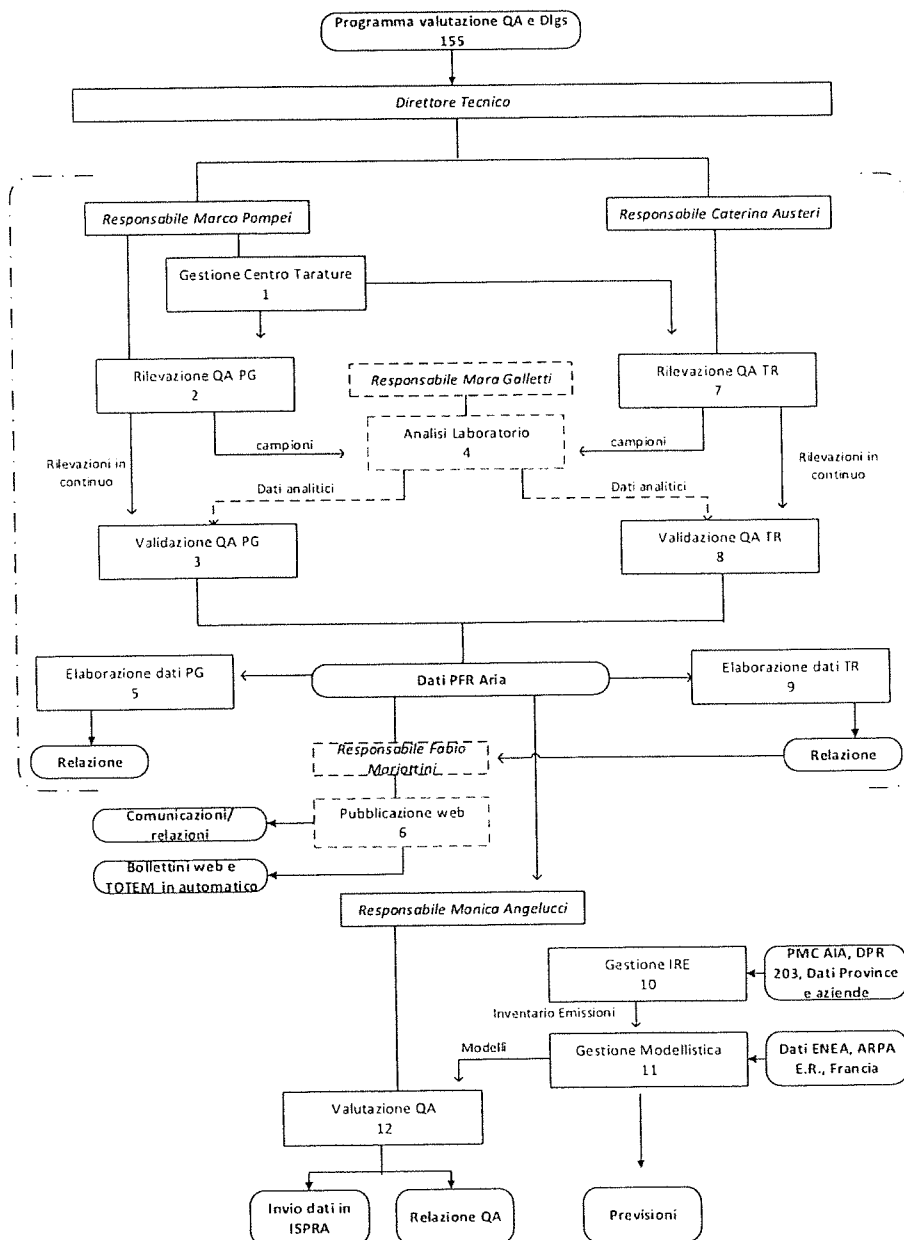 Programma valutazione QA e Dlgs
155
Direttore Tecnico
Responsabile Marco Pompei
Responsabile Caterina Austeri
Gestione Centro Tarature
1
Rilevazione QA PG
2
Responsabile Mara Galletti
Rilevazione QA TR
7
Analisi Laboratorio
4
campioni
campioni
Rilevazioni in
continuo
Rilevazioni in
continuo
Dati analitici
Dati analitici
Validazione QA PG
3
Validazione QA TR
8
Elaborazione dati PG
5
Dati PFR Aria
Elaborazione dati TR
9
Relazione
Responsabile Fabio
Mariottini
Relazione
Comunicazioni/
relazioni
Pubblicazione web
6
Bollettini web e
TOTEM in automatico
Responsabile Monica Angelucci
Gestione IRE
10
PMC AIA, DPR
203, Dati Province
e aziende
Inventario Emissioni
Modelli
Gestione Modellistica
11
Dati ENEA, ARPA
E.R., Francia
Valutazione QA
12
Invio dati in
ISPRA
Relazione QA
Previsioni